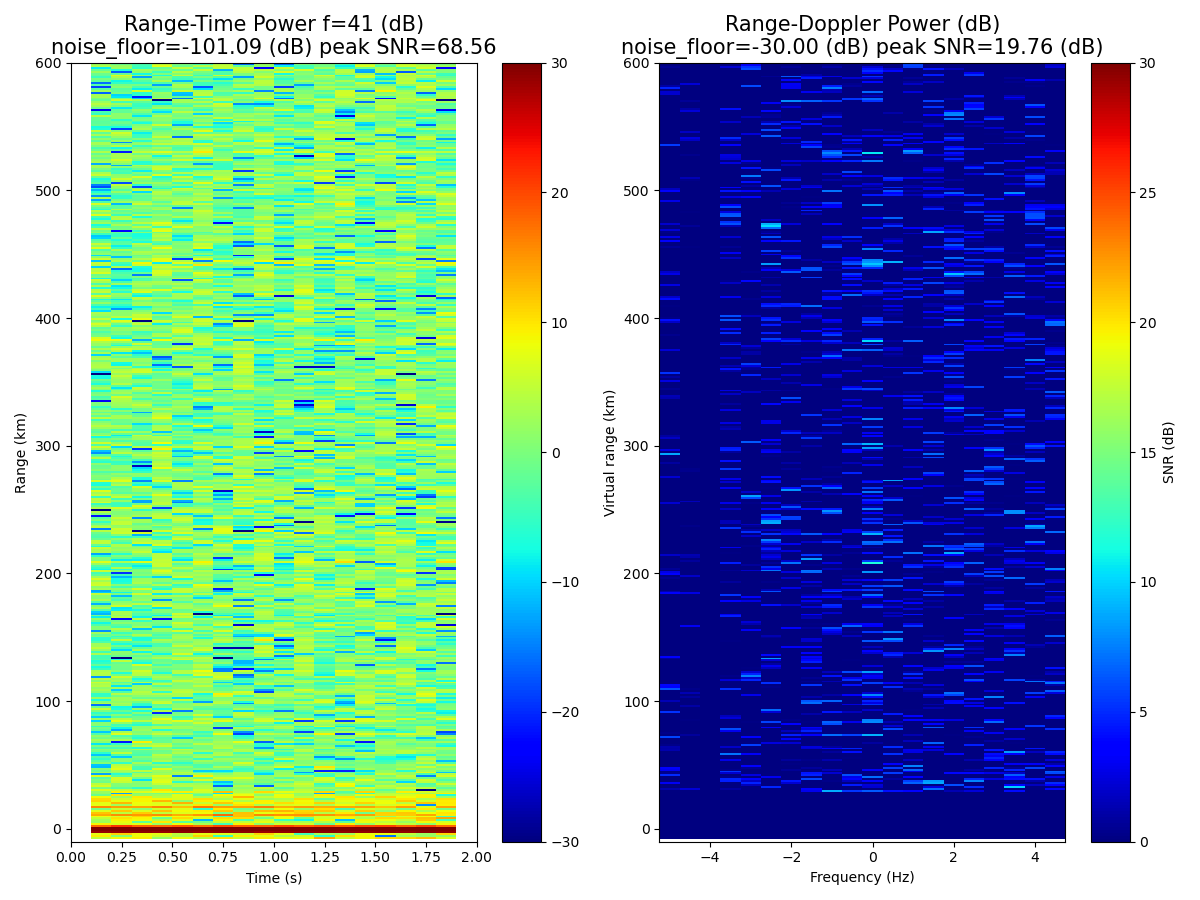 Range-Time Power f=41 (dB)
noise_floor=-101.09 (dB) peak SNR=68.56
600
500
400
300
200
100
0
Range (km)
0.00 0.25 0.50 0.75 1.00 1.25 1.50 1.75 2.00
Time (s)
30
20
10
0
−10
−20
−30
Range-Doppler Power (dB)
noise_floor=-30.00 (dB) peak SNR=19.76 (dB)
600
500
400
300
200
100
0
Virtual range (km)
−4 −2 0 2 4
Frequency (Hz)
30
25
20
15
10
5
0
SNR (dB)